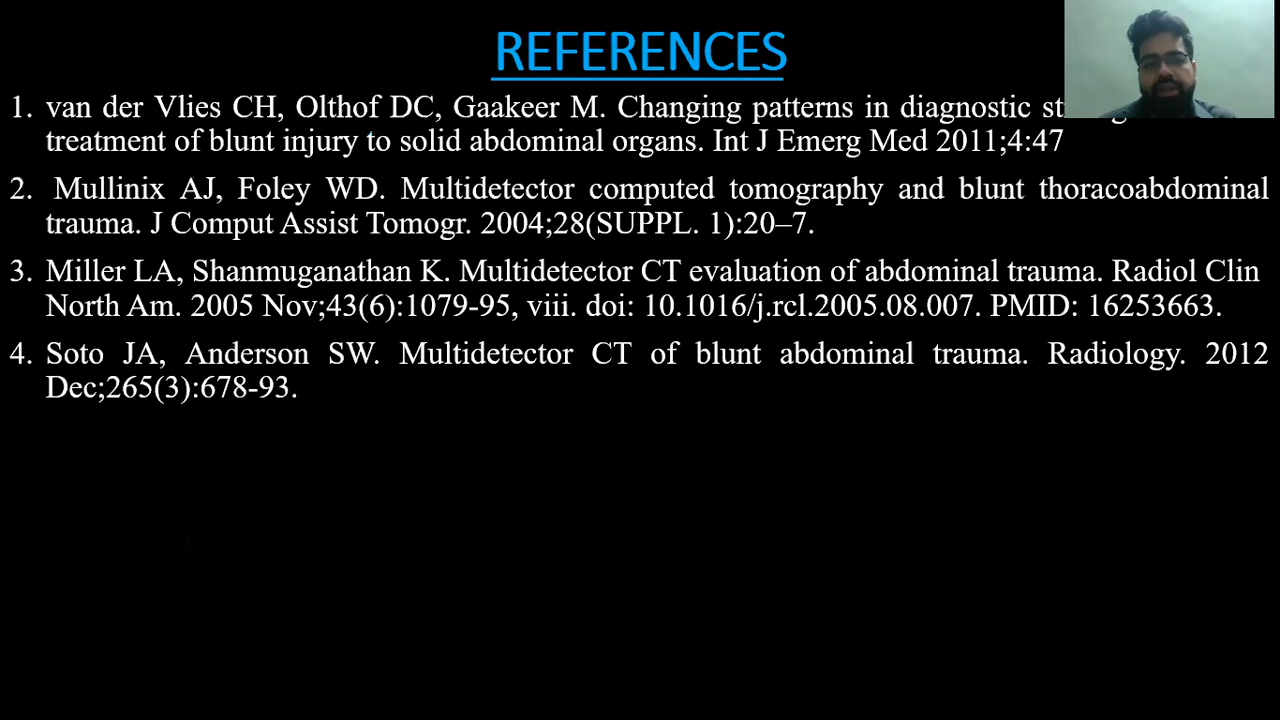 REFERENCES
1. van der Vlies CH, Olthof DC, Gaakeer M. Changing patterns in diagnostic
treatment of blunt injury to solid abdominal organs. Int J Emerg Med 2011;4:47
2. Mullinix AJ, Foley WD. Multidetector computed tomography and blunt thoracoabdominal
trauma. J Comput Assist Tomogr. 2004;28(SUPPL. 1):20–7.
3. Miller LA, Shanmuganathan K. Multidetector CT evaluation of abdominal trauma. Radiol Clin
North Am. 2005 Nov;43(6):1079-95, viii. doi: 10.1016/j.rcl.2005.08.007. PMID: 16253663.
4. Soto JA, Anderson SW. Multidetector CT of blunt abdominal trauma. Radiology. 2012
Dec;265(3):678-93.